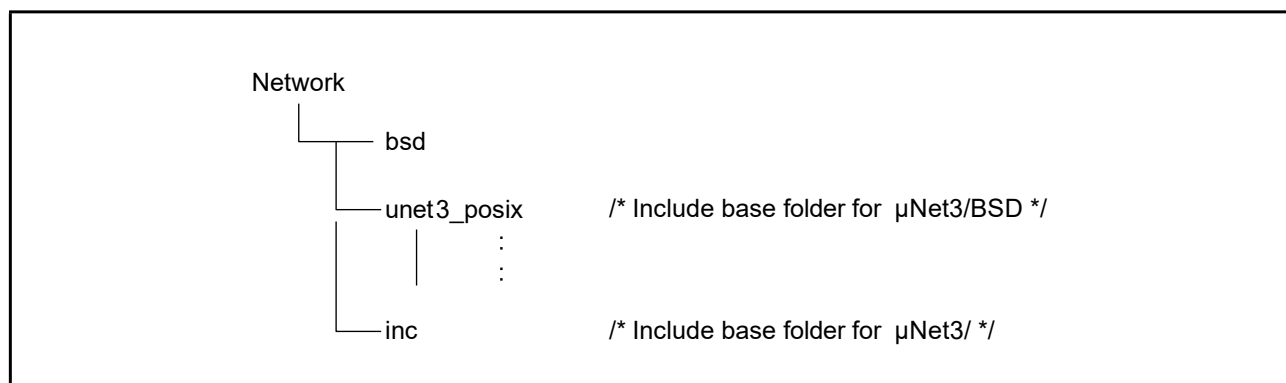 Network
bsd
unet3_posix /* Include base folder for µNet3/BSD */
:
:
inc /* Include base folder for µNet3/ */